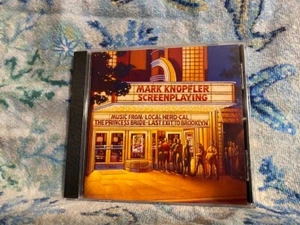 MARK KNOPFLER
SCREENPLAYING
MUSIC FROM: LOCAL HERO · CAL
THE PRINCESS BRIDE · LAST EXIT TO BROOKLYN